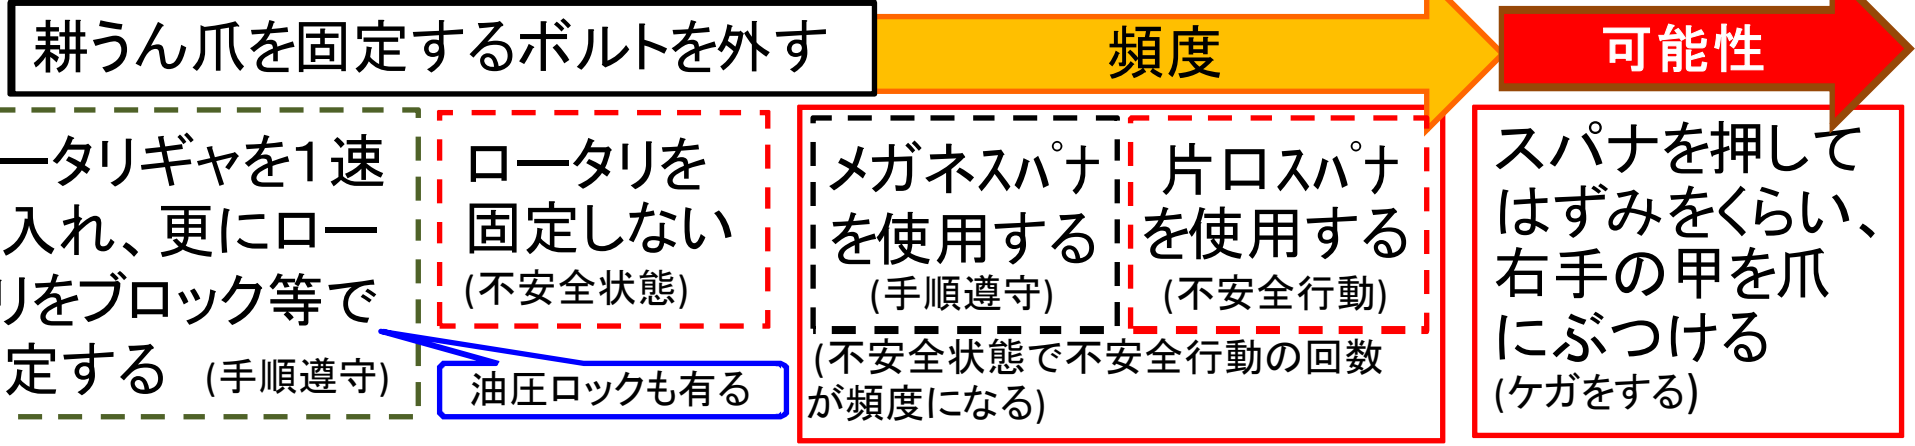 耕うん爪を固定するボルトを外す
頻度
可能性
ータリギャを1速
入れ、更にロー
リをブロック等で
定する (手順遵守)
ロータリを
固定しない
(不安全状態)
油圧ロックも有る
メガネスパナ
を使用する
(手順遵守)
片口スパナ
を使用する
(不安全行動)
(不安全状態で不安全行動の回数
が頻度になる)
スパナを押して
はずみをくらい、
右手の甲を爪
にぶつける
(ケガをする)